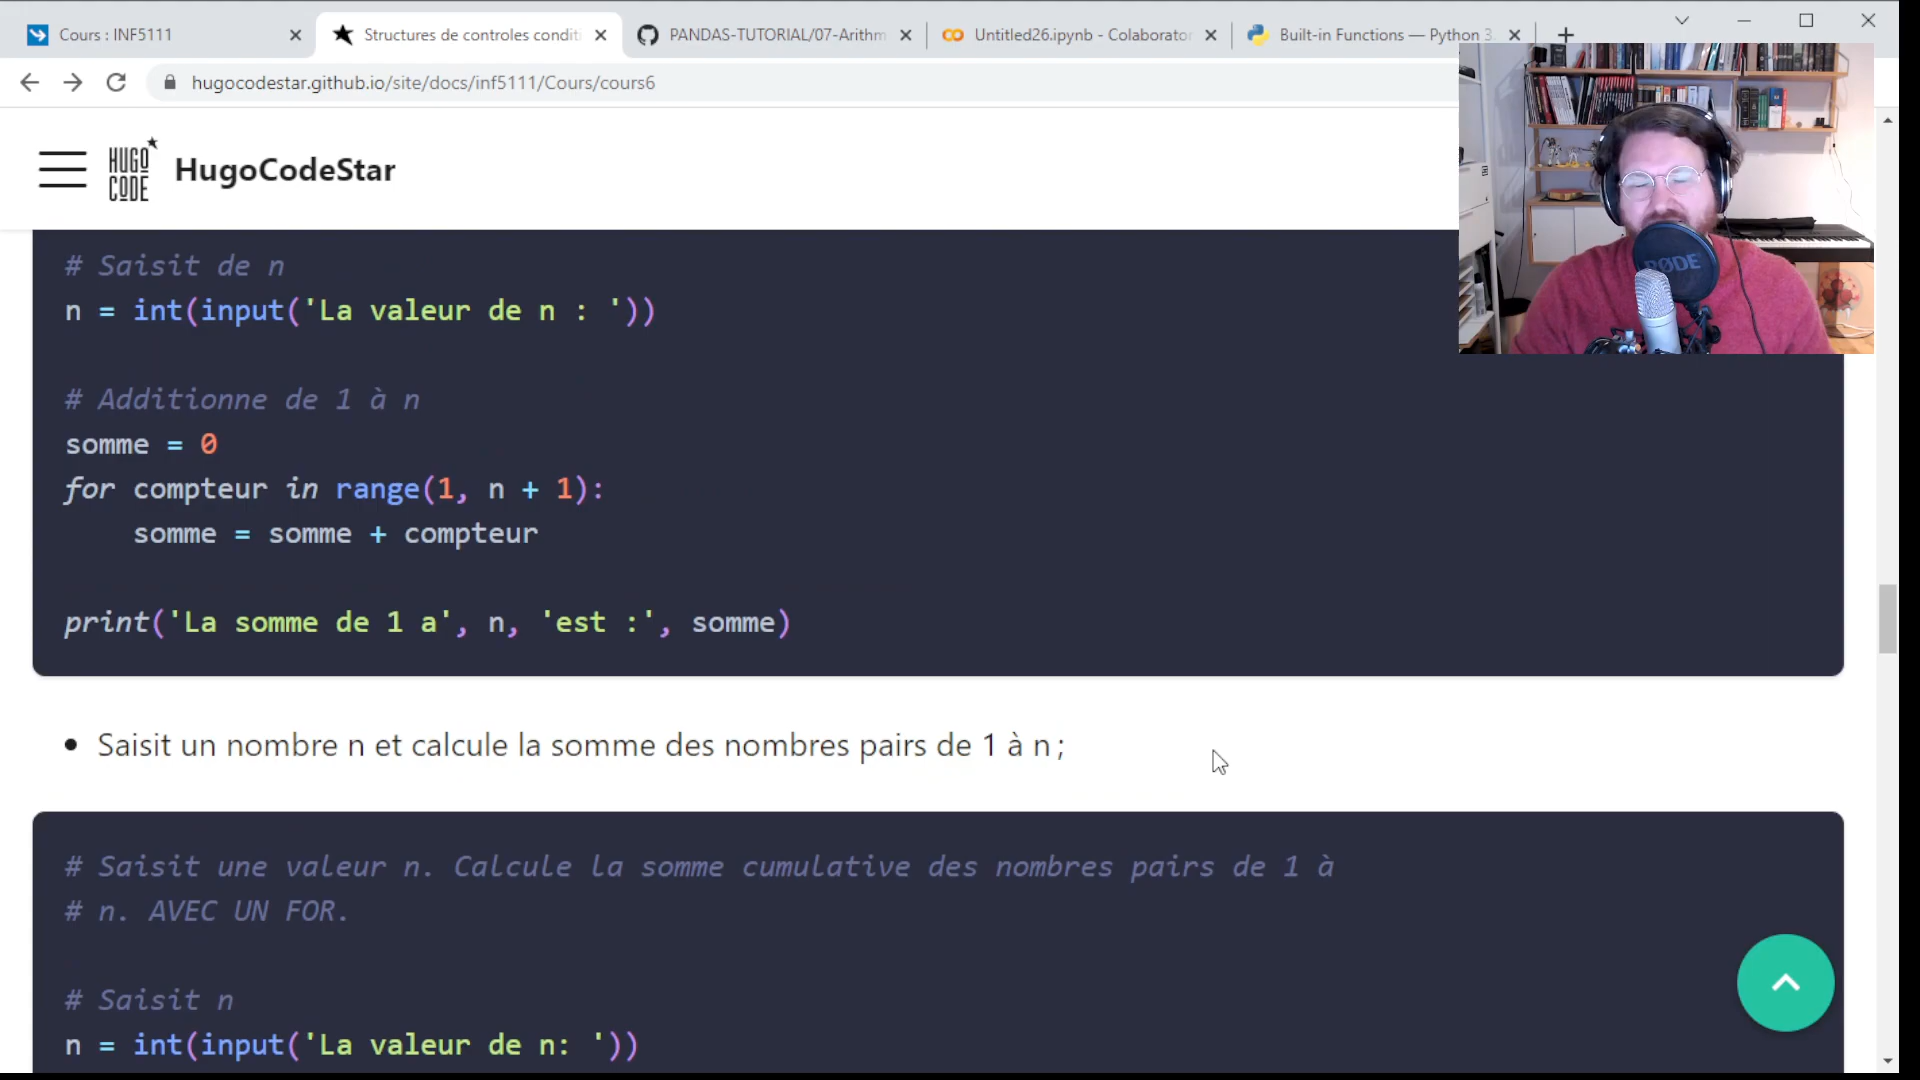 Cours : INF5111
Structures de controles condit
PANDAS-TUTORIAL/07-Arithm
Untitled26.ipynb - Colaborator
Built-in Functions — Python 3.
hugocodestar.github.io/site/docs/inf5111/Cours/cours6
HUGO
CODE
HugoCodeStar
RØDE
# Saisit de n
n = int(input('La valeur de n : '))
# Additionne de 1 à n
somme = 0
for compteur in range(1, n + 1):
    somme = somme + compteur
print('La somme de 1 a', n, 'est :', somme)
• Saisit un nombre n et calcule la somme des nombres pairs de 1 à n ;
# Saisit une valeur n. Calcule la somme cumulative des nombres pairs de 1 à
# n. AVEC UN FOR.
# Saisit n
n = int(input('La valeur de n: '))